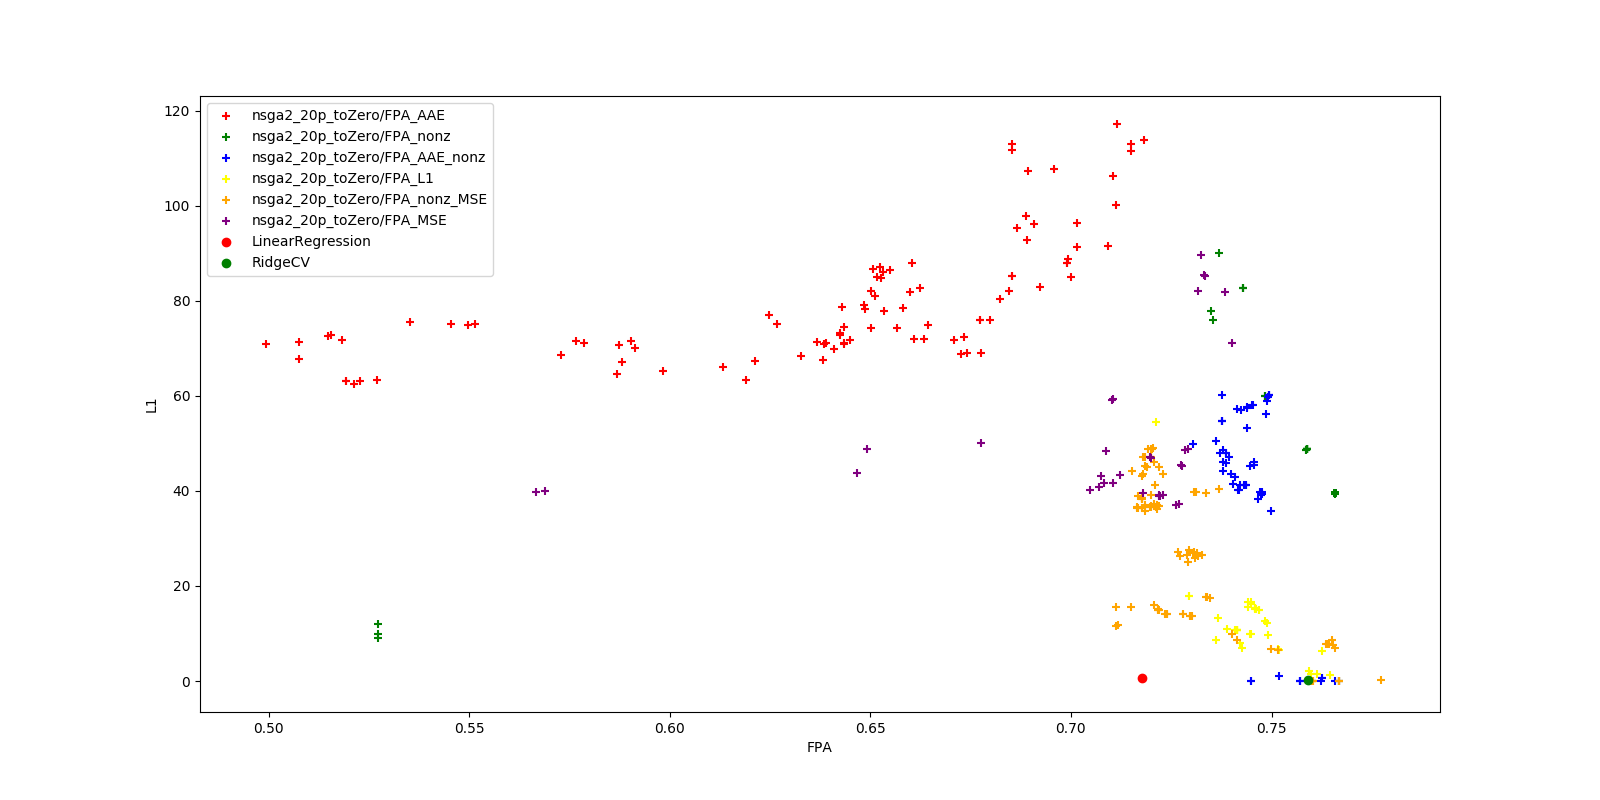 120
100
80
60
40
20
0
L1
nsga2_20p_toZero/FPA_AAE
nsga2_20p_toZero/FPA_nonz
nsga2_20p_toZero/FPA_AAE_nonz
nsga2_20p_toZero/FPA_L1
nsga2_20p_toZero/FPA_nonz_MSE
nsga2_20p_toZero/FPA_MSE
LinearRegression
RidgeCV
0.50 0.55 0.60 0.65 0.70 0.75
FPA